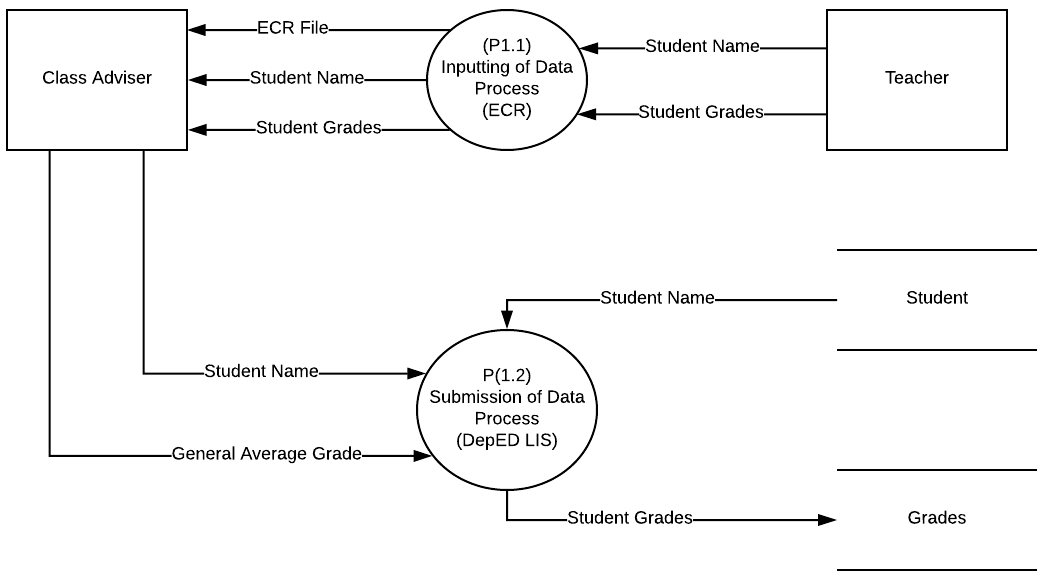 ECR File
Class Adviser
Student Name
Student Grades
(P1.1)
Inputting of Data
Process
(ECR)
Student Name
Student Grades
Teacher
Student Name
Student
Student Name
P(1.2)
Submission of Data
Process
(DepED LIS)
General Average Grade
Student Grades
Grades